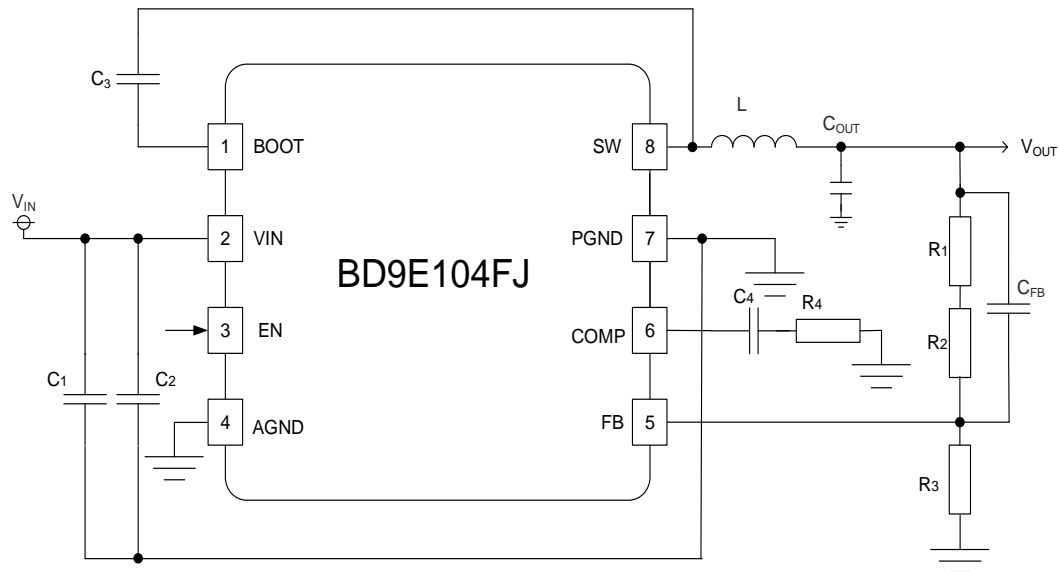 C3
L
COUT
1
BOOT
SW
8
VOUT
VIN
2
VIN
PGND
7
R1
BD9E104FJ
CFB
C4
R4
3
EN
COMP
6
R2
C1
C2
4
AGND
FB
5
R3